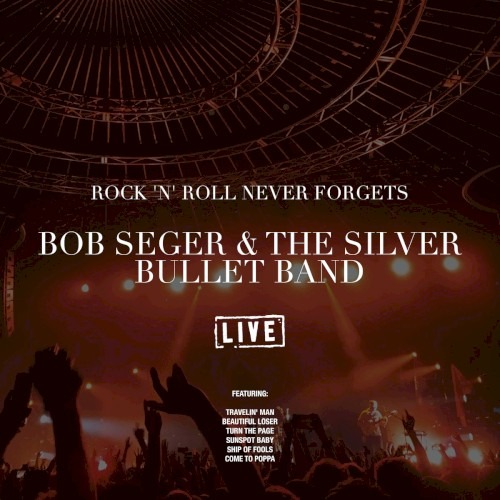 ROCK 'N' ROLL NEVER FORGETS
BOB SEGER & THE SILVER
BULLET BAND
LIVE
FEATURING:
TRAVELIN' MAN
BEAUTIFUL LOSER
TURN THE PAGE
SUNSPOT BABY
SHIP OF FOOLS
COME TO POPPA